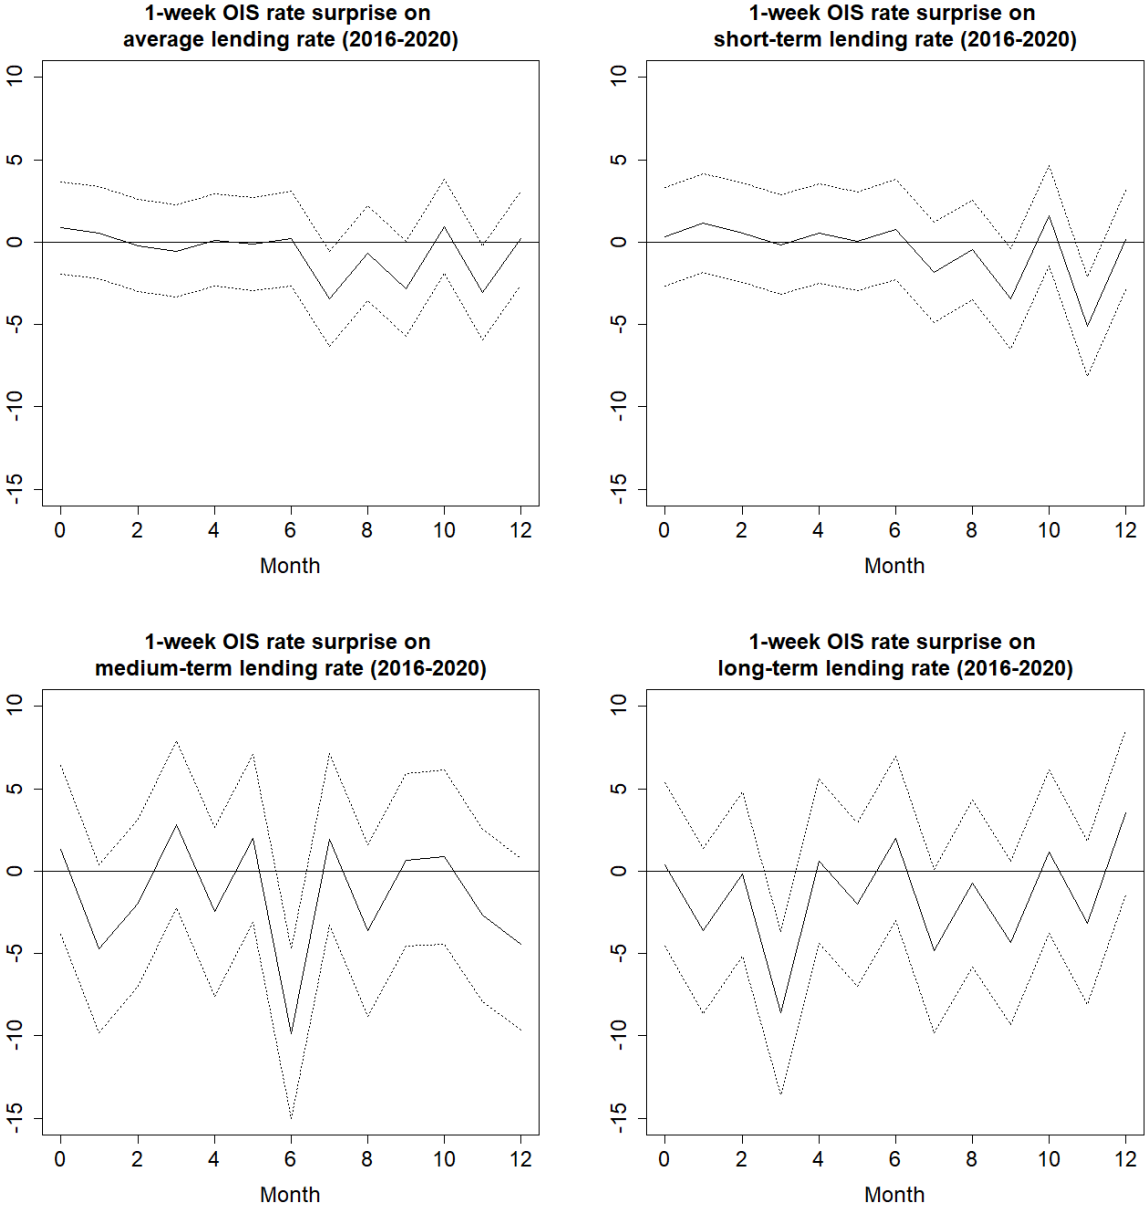 1-week OIS rate surprise on
average lending rate (2016-2020)
10
5
0
-5
-10
-15
0 2 4 6 8 10 12
Month
1-week OIS rate surprise on
short-term lending rate (2016-2020)
10
5
0
-5
-10
-15
0 2 4 6 8 10 12
Month
1-week OIS rate surprise on
medium-term lending rate (2016-2020)
10
5
0
-5
-10
-15
0 2 4 6 8 10 12
Month
1-week OIS rate surprise on
long-term lending rate (2016-2020)
10
5
0
-5
-10
-15
0 2 4 6 8 10 12
Month